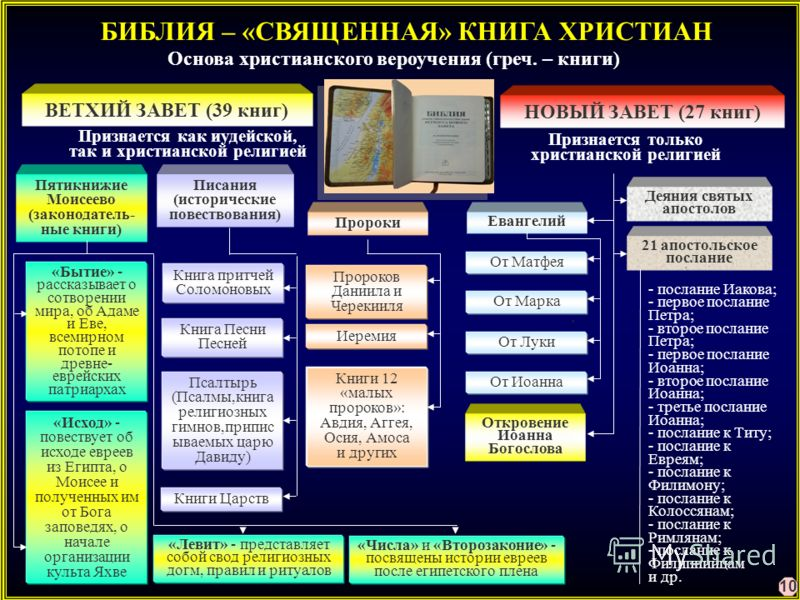 БИБЛИЯ – «СВЯЩЕННАЯ» КНИГА ХРИСТИАН
Основа христианского вероучения (греч. – книги)
ВЕТХИЙ ЗАВЕТ (39 книг)
Признается как иудейской,
так и христианской религией
БИБЛИЯ
НОВЫЙ ЗАВЕТ (27 книг)
Признается только
христианской религией
Пятикнижие
Моисеево
(законодатель-
ные книги)
«Бытие» -
рассказывает о
сотворении
мира, об Адаме
и Еве,
всемирном
потопе и
древне-
еврейских
патриархах
«Исход» -
повествует об
исходе евреев
из Египта, о
Моисее и
полученных им
от Бога
заповедях, о
начале
организации
культа Яхве
Писания
(исторические
повествования)
Книга притчей
Соломоновых
Книга Песни
Песней
Псалтырь
(Псалмы,книга
религиозных
гимнов,припис
ываемых царю
Давиду)
Книги Царств
«Левит» - представляет
собой свод религиозных
догм, правил и ритуалов
«Числа» и «Второзаконие» -
посвящены истории евреев
после египетского плена
Пророки
Пророков
Даниила и
Черекииля
Иеремия
Книги 12
«малых
пророков»:
Авдия, Аггея,
Осия, Амоса
и других
Евангелий
От Матфея
От Марка
От Луки
От Иоанна
Откровение
Иоанна
Богослова
Деяния святых
апостолов
21 апостольское
послание
- послание Иакова;
- первое послание
Петра;
- второе послание
Петра;
- первое послание
Иоанна;
- второе послание
Иоанна;
- третье послание
Иоанна;
- послание к Титу;
- послание к
Евреям;
- послание к
Филимону;
- послание к
Колоссянам;
- послание к
Римлянам;
- послание к
Филиппийцам
и др.
MyShared
10